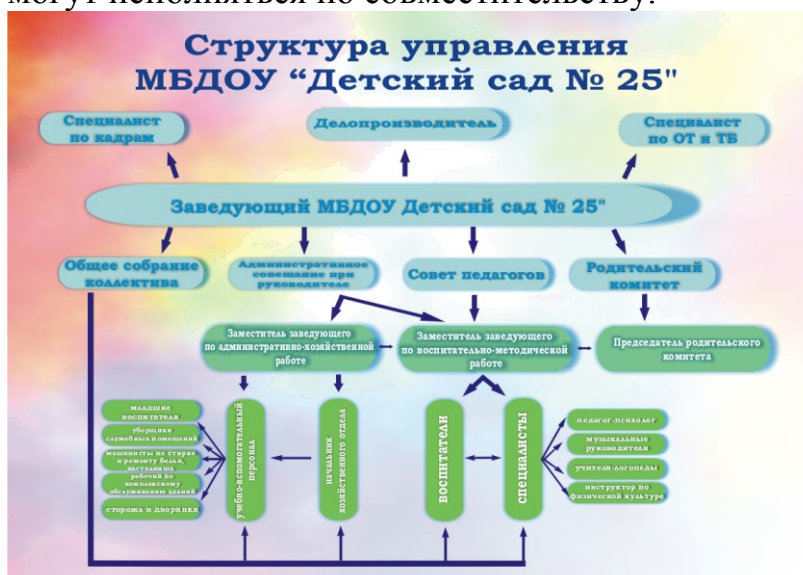 могут исполняться по совместительству.
Структура управления
МБДОУ “Детский сад № 25"
Специалист
по кадрам
Делопроизводитель
Специалист
по ОТ и ТБ
Заведующий МБДОУ Детский сад № 25"
Общее собрание
коллектива
Административное
совещание при
руководителе
Совет педагогов
Родительский
комитет
Заместитель заведующего
по административно-хозяйственной
работе
Заместитель заведующего
по воспитательно-методической
работе
Председатель родительского
комитета
младшие
воспитатели
уборщики
служебных помещений
машинисты по стирке
и ремонту белья,
кастелянша
рабочий по
комплексному
обслуживанию зданий
сторожа и дворники
учебно-вспомогательный
персонал
начальник
хозяйственного отдела
воспитатели
специалисты
педагог-психолог
музыкальные
руководители
учителя-логопеды
инструктор по
физической культуре